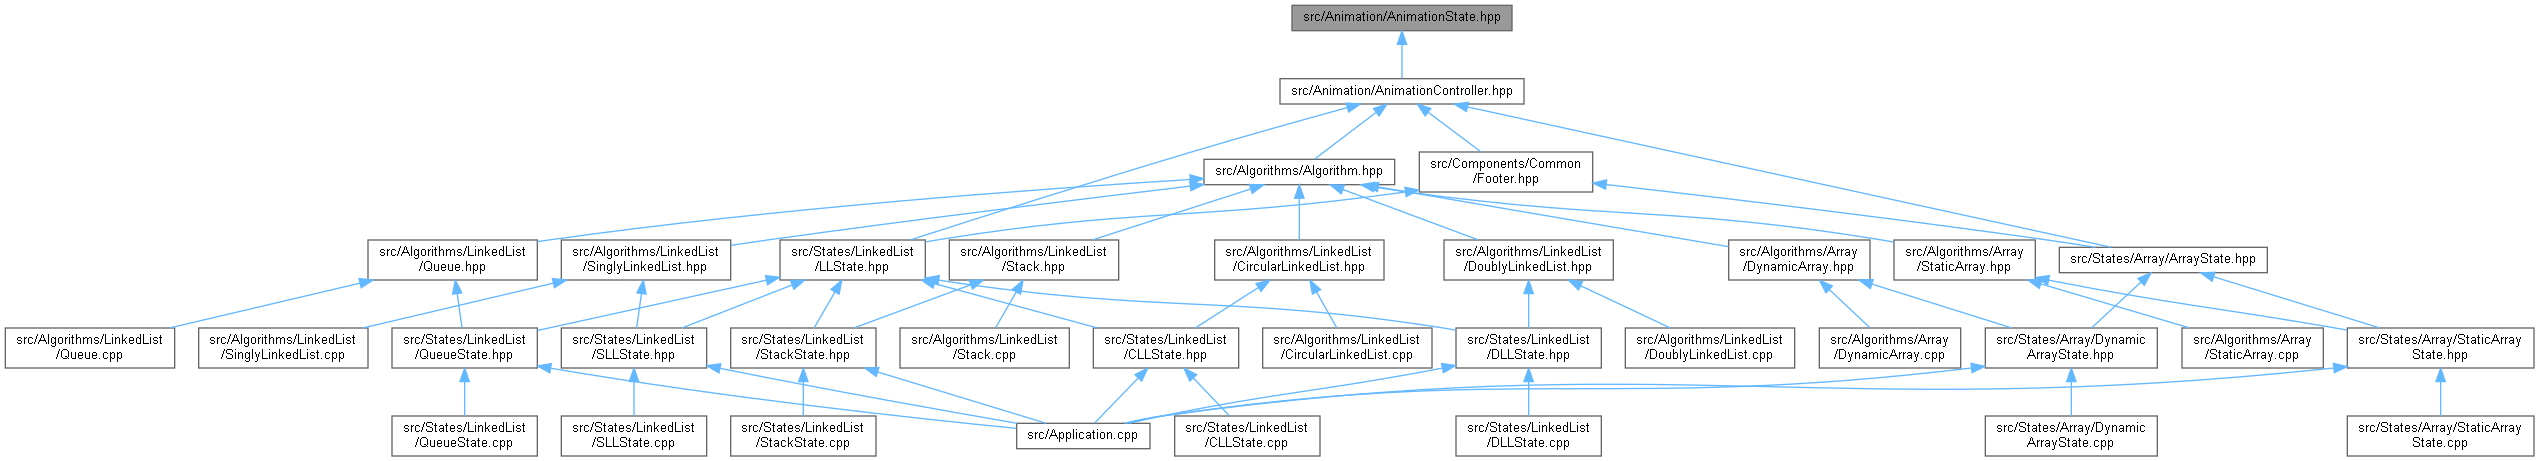 src/Animation/AnimationState.hpp
src/Animation/AnimationController.hpp
src/Algorithms/Algorithm.hpp
src/Components/Common
/Footer.hpp
src/Algorithms/LinkedList
/Queue.hpp
src/Algorithms/LinkedList
/SinglyLinkedList.hpp
src/States/LinkedList
/LLState.hpp
src/Algorithms/LinkedList
/Stack.hpp
src/Algorithms/LinkedList
/CircularLinkedList.hpp
src/Algorithms/LinkedList
/DoublyLinkedList.hpp
src/Algorithms/Array
/DynamicArray.hpp
src/Algorithms/Array
/StaticArray.hpp
src/States/Array/ArrayState.hpp
src/Algorithms/LinkedList
/Queue.cpp
src/Algorithms/LinkedList
/SinglyLinkedList.cpp
src/States/LinkedList
/QueueState.hpp
src/States/LinkedList
/SLLState.hpp
src/States/LinkedList
/StackState.hpp
src/Algorithms/LinkedList
/Stack.cpp
src/States/LinkedList
/CLLState.hpp
src/Algorithms/LinkedList
/CircularLinkedList.cpp
src/States/LinkedList
/DLLState.hpp
src/Algorithms/LinkedList
/DoublyLinkedList.cpp
src/Algorithms/Array
/DynamicArray.cpp
src/States/Array/Dynamic
ArrayState.hpp
src/Algorithms/Array
/StaticArray.cpp
src/States/Array/StaticArray
State.hpp
src/States/LinkedList
/QueueState.cpp
src/States/LinkedList
/SLLState.cpp
src/States/LinkedList
/StackState.cpp
src/Application.cpp
src/States/LinkedList
/CLLState.cpp
src/States/LinkedList
/DLLState.cpp
src/States/Array/Dynamic
ArrayState.cpp
src/States/Array/StaticArray
State.cpp